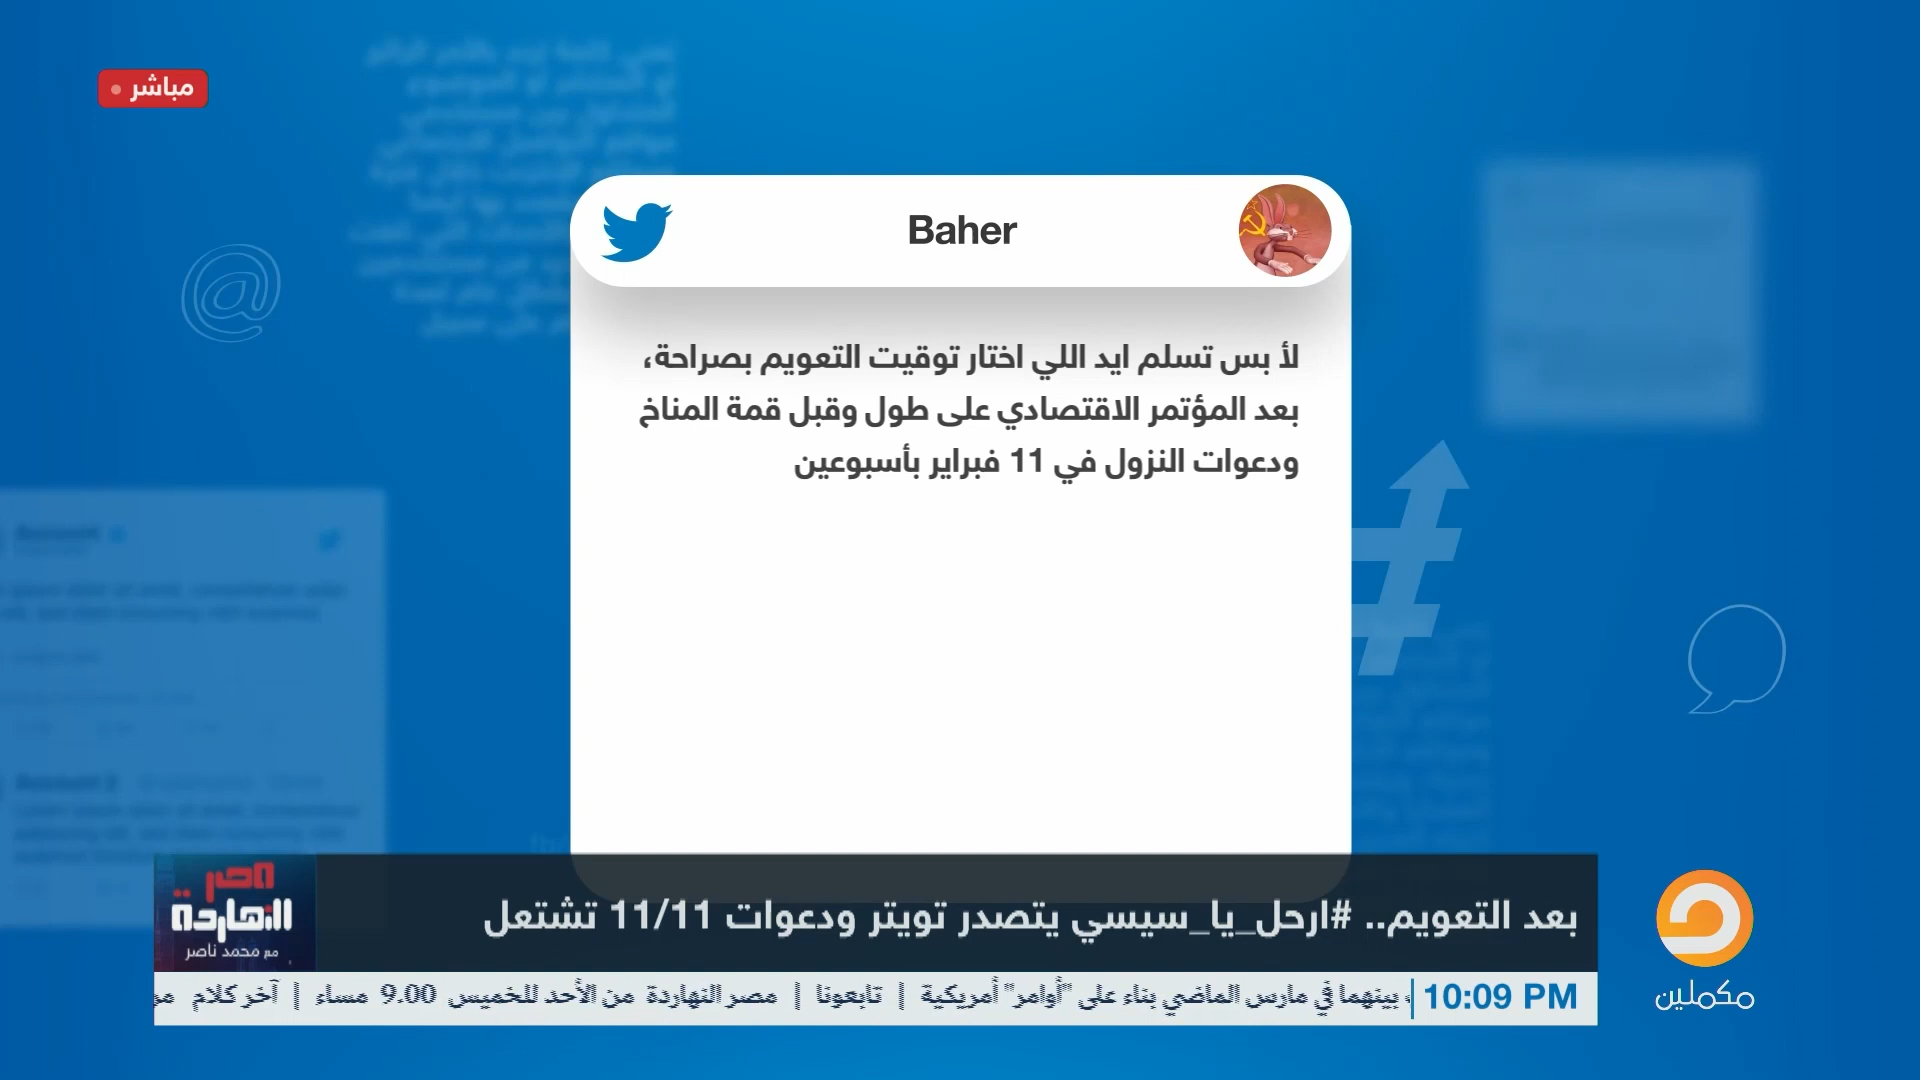 مباشر
Baher
لأ بس تسلم ايد اللي اختار توقيت التعويم بصراحة،
بعد المؤتمر الاقتصادي على طول وقبل قمة المناخ
ودعوات النزول في 11 فبراير بأسبوعين
بعد التعويم.. #ارحل_يا_سيسي يتصدر تويتر ودعوات 11/11 تشتعل
مصر
النهاردة
مع محمد ناصر
10:09 PM
بينهما في مارس الماضي بناء على "أوامر" أمريكية | تابعونا | مصر النهاردة من الأحد للخميس 9.00 مساء | آخر كلام
مكملين